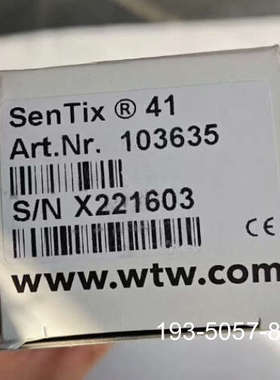 SenTix ® 41
Art.Nr. 103635
S/N X221603
CE
www.wtw.com
193-5057-8